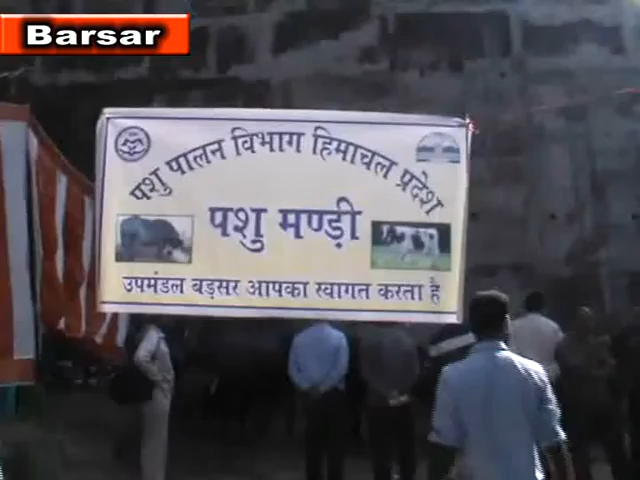 Barsar
पशु पालन विभाग हिमाचल प्रदेश
पशु मण्डी
उपमंडल बड़सर आपका स्वागत करता है